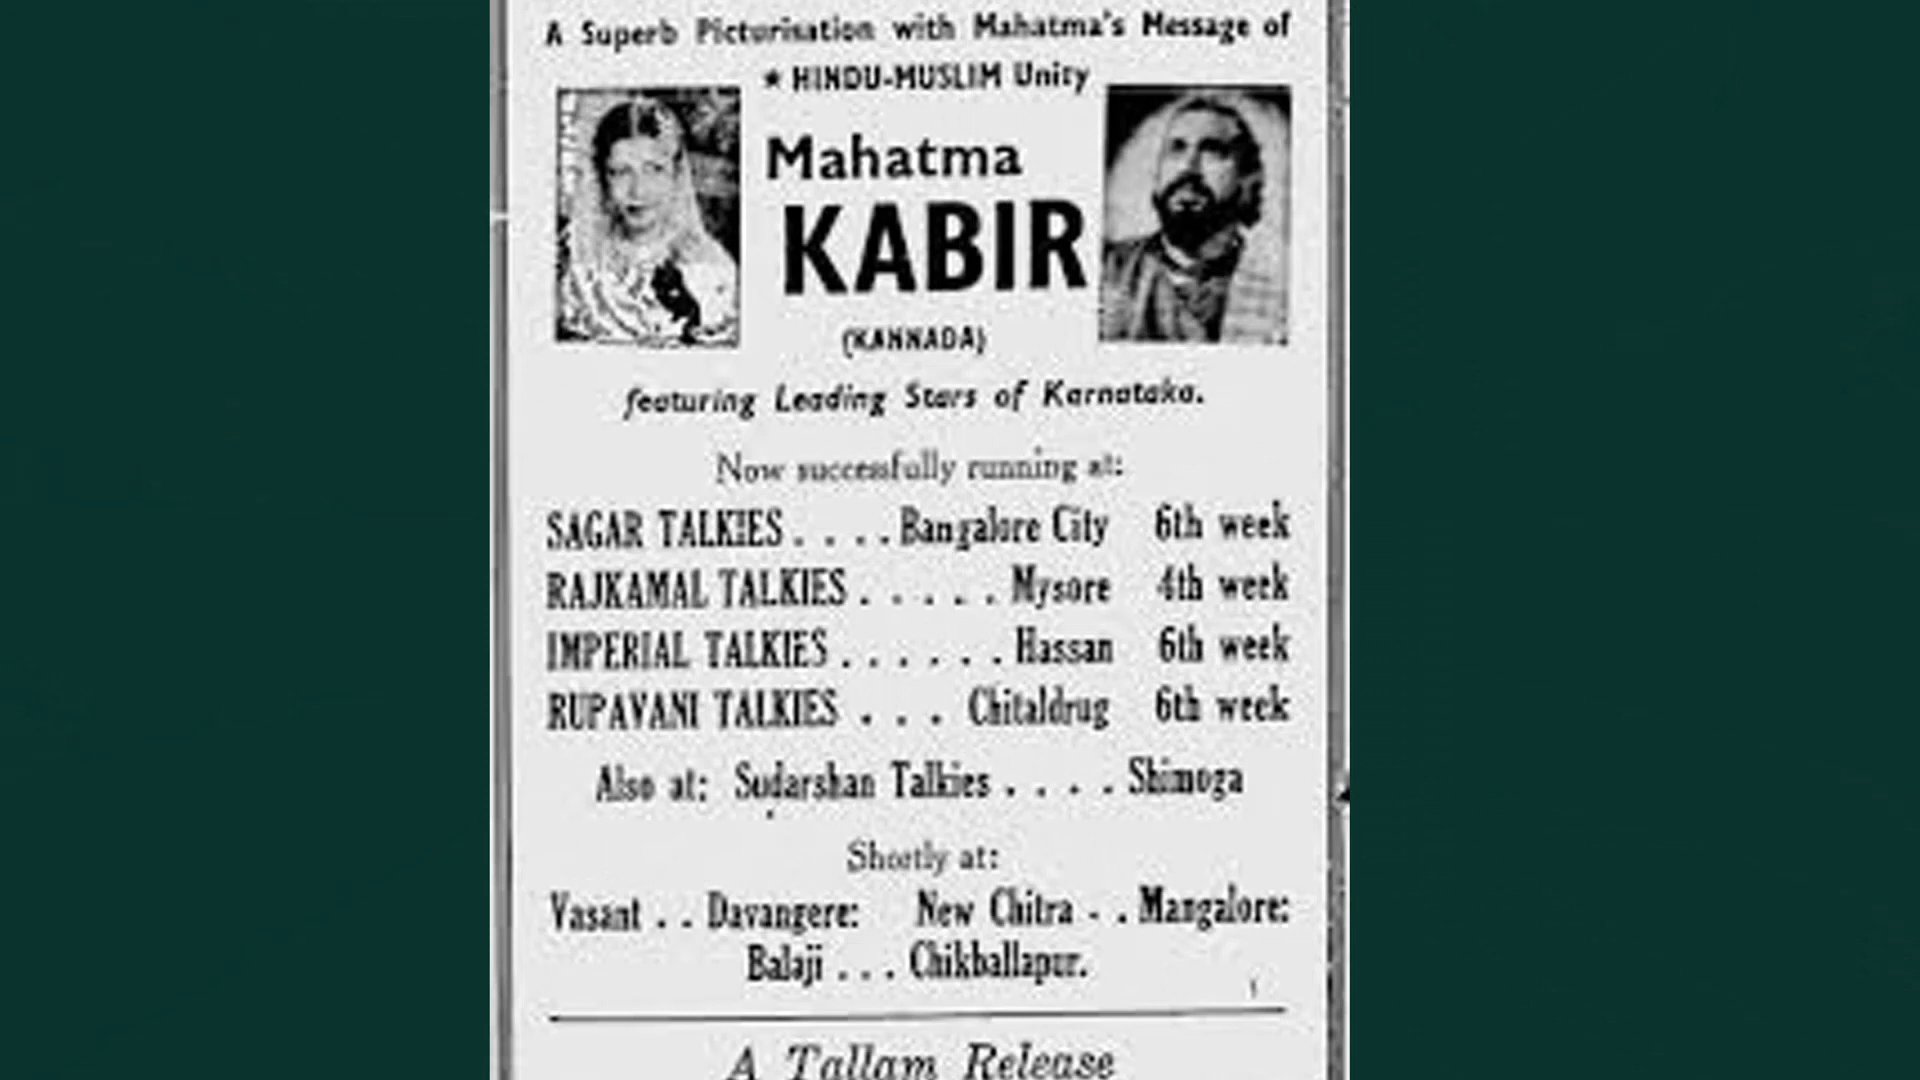 A Superb Picturisation with Mahatma's Message of
★ HINDU-MUSLIM Unity
Mahatma
KABIR
(KANNADA)
featuring Leading Stars of Karnataka.
Now successfully running at:
SAGAR TALKIES . . . . Bangalore City 6th week
RAJKAMAL TALKIES . . . . . Mysore 4th week
IMPERIAL TALKIES . . . . . . Hassan 6th week
RUPAVANI TALKIES . . . Chitaldrug 6th week
Also at: Sudarshan Talkies . . . . Shimoga
Shortly at:
Vasant . . Davangere: New Chitra - . Mangalore:
Balaji . . . Chikballapur.
A Tallam Release